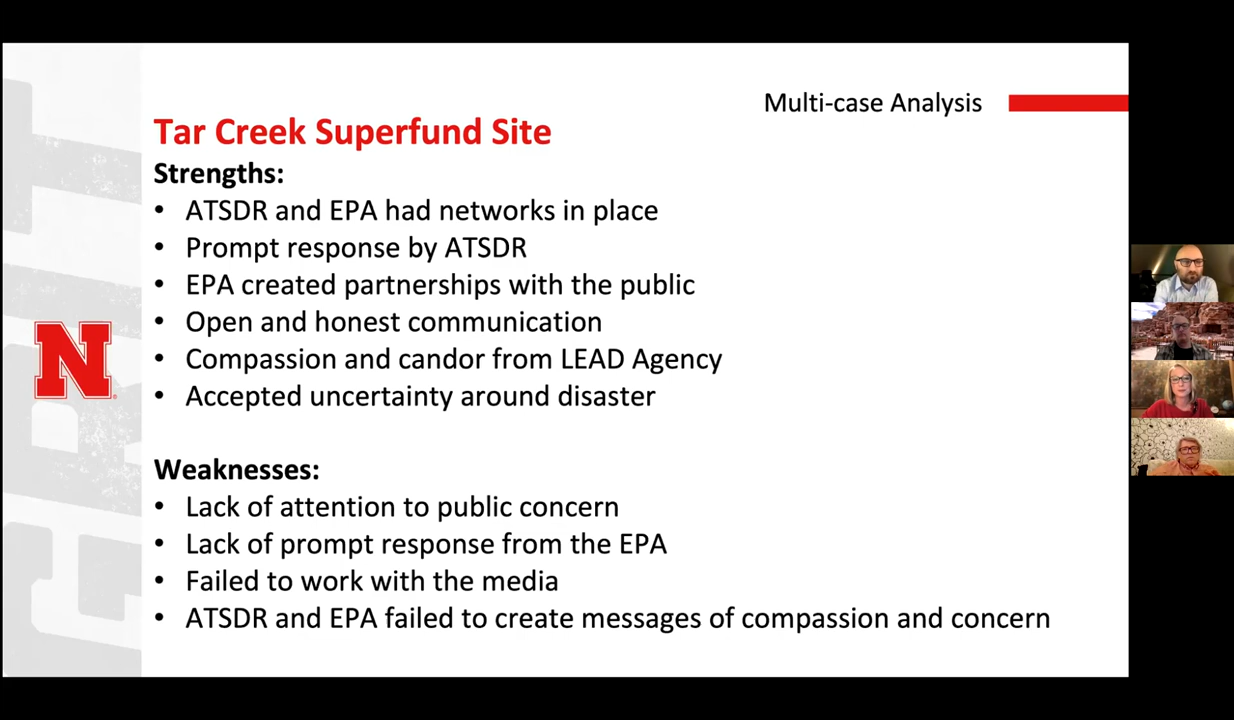 Multi-case Analysis
Tar Creek Superfund Site
Strengths:
• ATSDR and EPA had networks in place
• Prompt response by ATSDR
• EPA created partnerships with the public
• Open and honest communication
• Compassion and candor from LEAD Agency
• Accepted uncertainty around disaster
Weaknesses:
• Lack of attention to public concern
• Lack of prompt response from the EPA
• Failed to work with the media
• ATSDR and EPA failed to create messages of compassion and concern
N